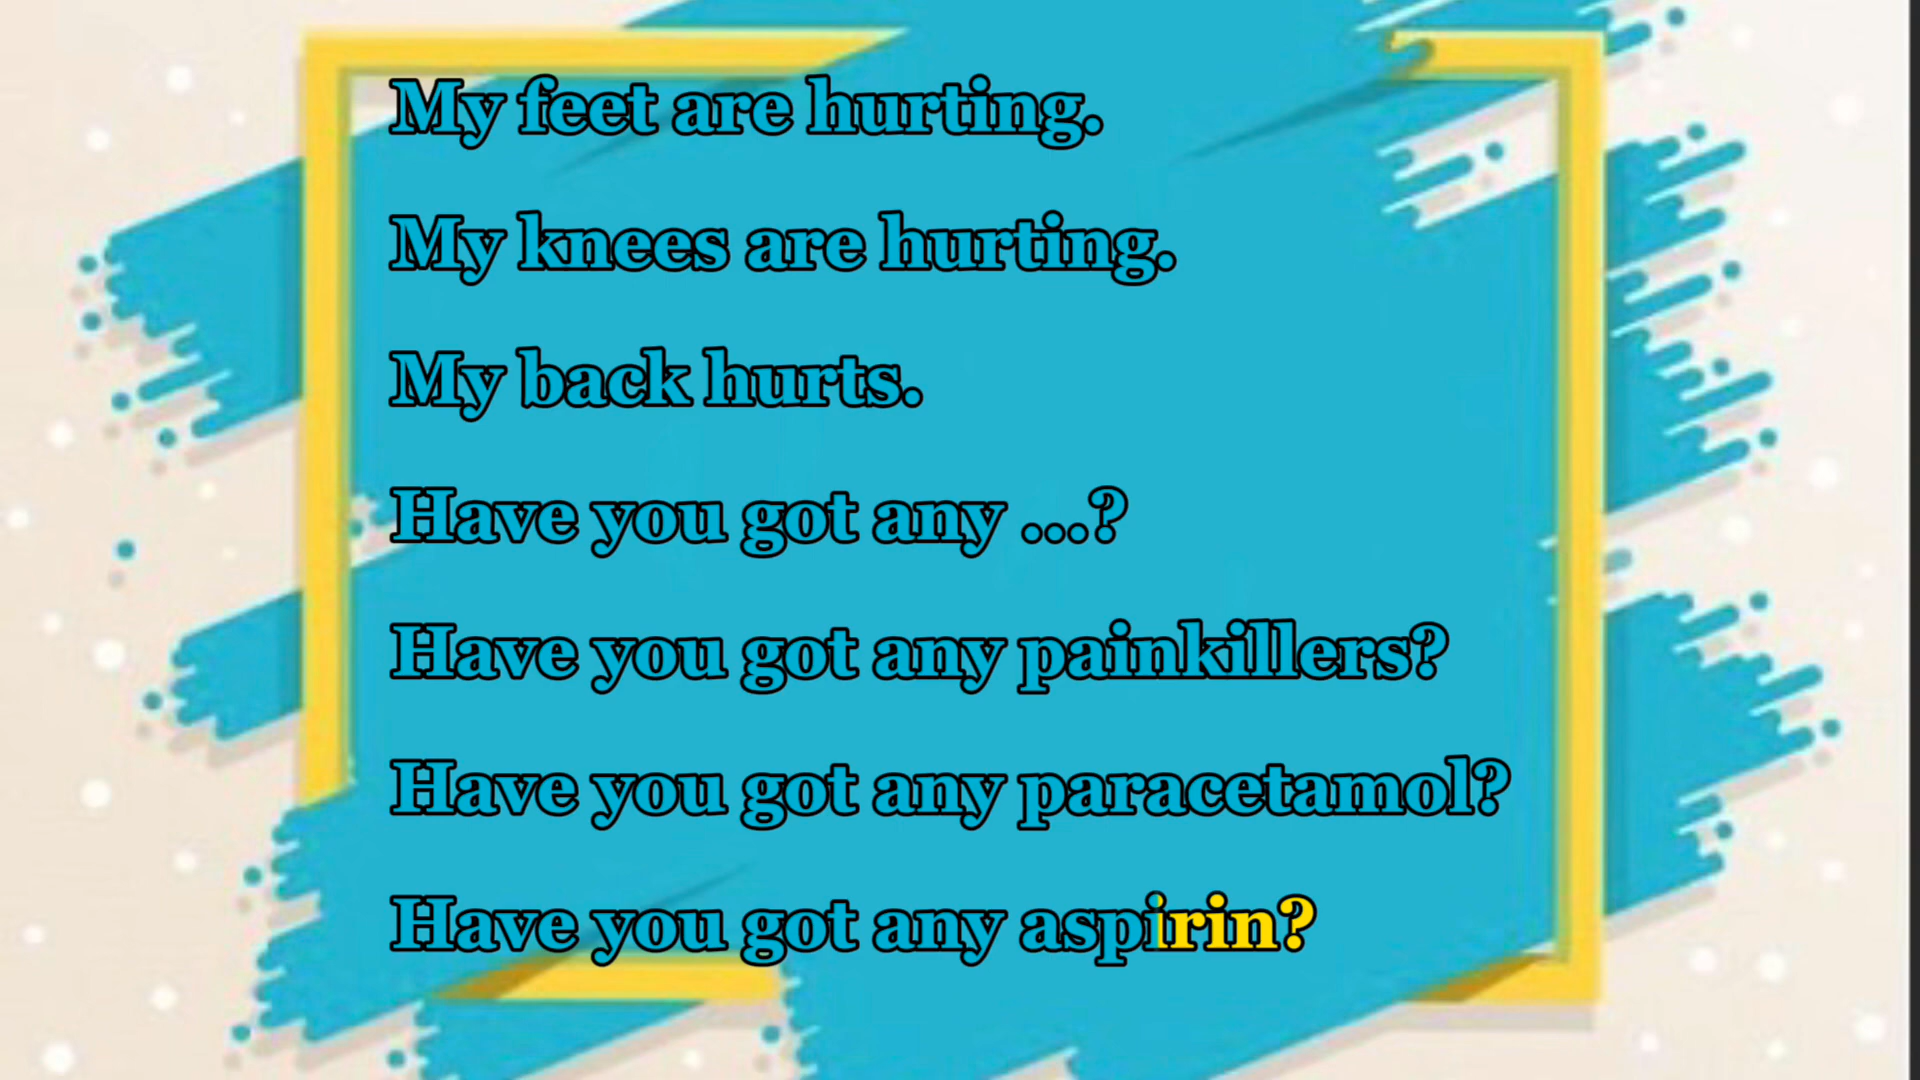 My feet are hurting.
My knees are hurting.
My back hurts.
Have you got any ...?
Have you got any painkillers?
Have you got any paracetamol?
Have you got any aspirin?